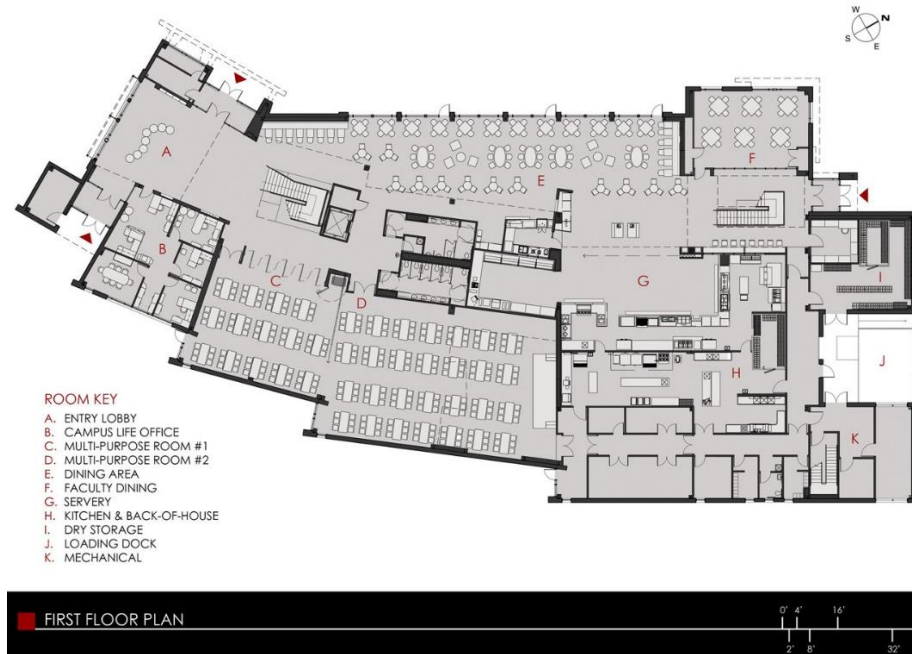 W N
S E
A
B
C
D
E
F
G
H
I
J
K
ROOM KEY
A. ENTRY LOBBY
B. CAMPUS LIFE OFFICE
C. MULTI-PURPOSE ROOM #1
D. MULTI-PURPOSE ROOM #2
E. DINING AREA
F. FACULTY DINING
G. SERVERY
H. KITCHEN & BACK-OF-HOUSE
I. DRY STORAGE
J. LOADING DOCK
K. MECHANICAL
FIRST FLOOR PLAN
0' 4' 16'
2' 8' 32'